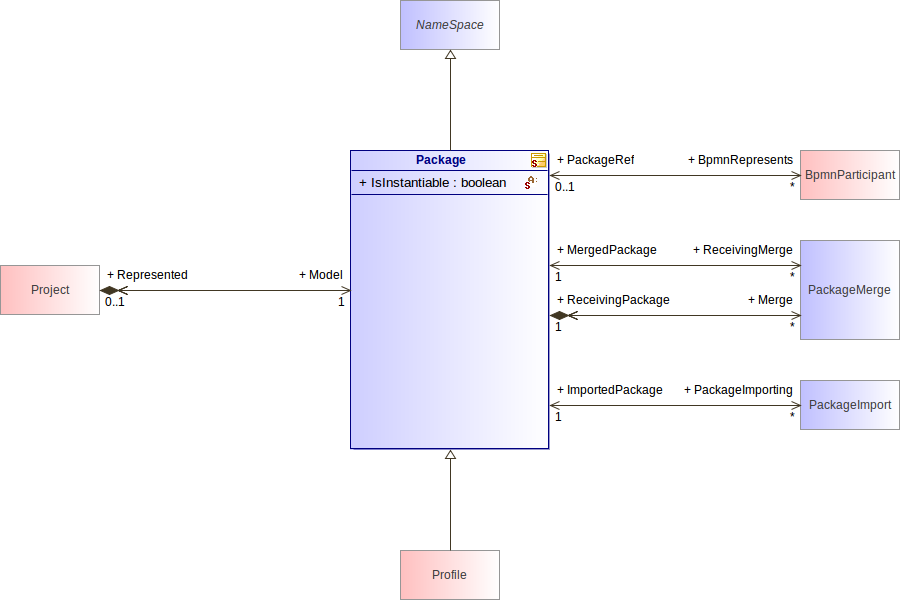 NameSpace
Package
+ IsInstantiable : boolean
+ PackageRef
+ BpmnRepresents
0..1
*
BpmnParticipant
+ MergedPackage
+ ReceivingMerge
1
*
+ ReceivingPackage
+ Merge
1
*
PackageMerge
+ Represented
+ Model
0..1
1
Project
+ ImportedPackage
+ PackageImporting
1
*
PackageImport
Profile